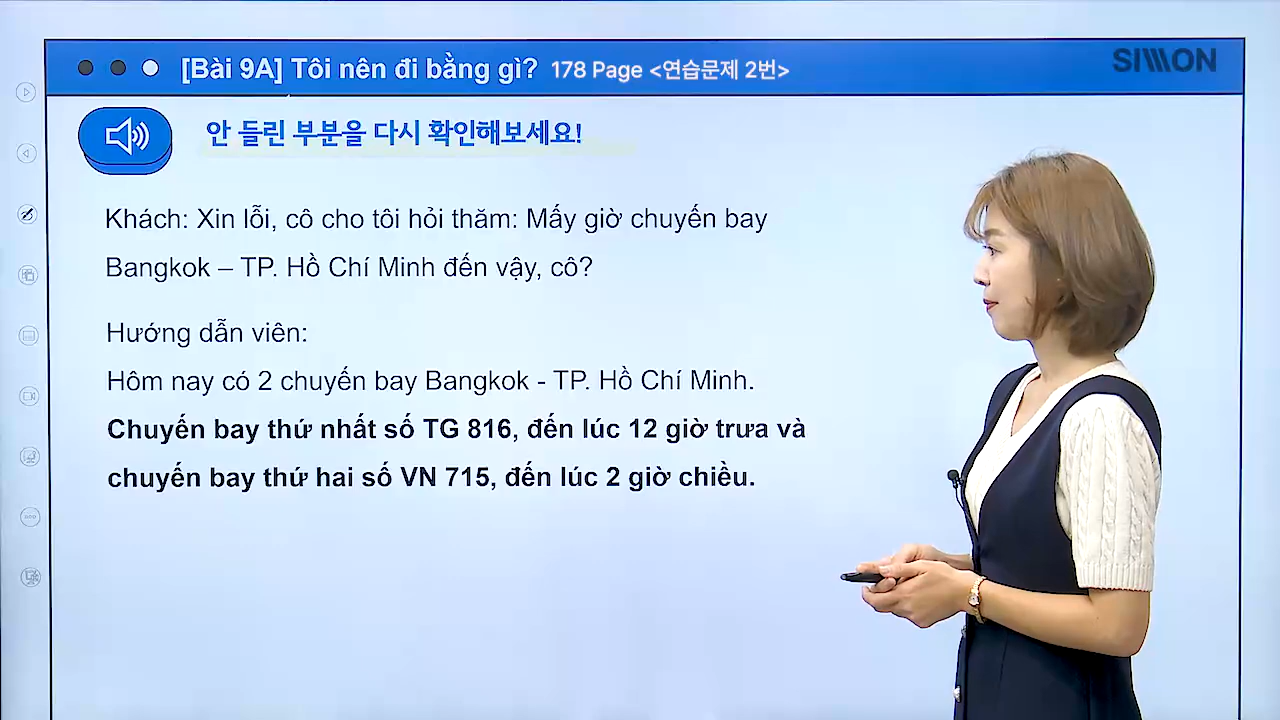 [Bài 9A] Tôi nên đi bằng gì? 178 Page <연습문제 2번>
SIWON
안 들린 부분을 다시 확인해보세요!
Khách: Xin lỗi, cô cho tôi hỏi thăm: Mấy giờ chuyến bay
Bangkok – TP. Hồ Chí Minh đến vậy, cô?
Hướng dẫn viên:
Hôm nay có 2 chuyến bay Bangkok - TP. Hồ Chí Minh.
Chuyến bay thứ nhất số TG 816, đến lúc 12 giờ trưa và
chuyến bay thứ hai số VN 715, đến lúc 2 giờ chiều.